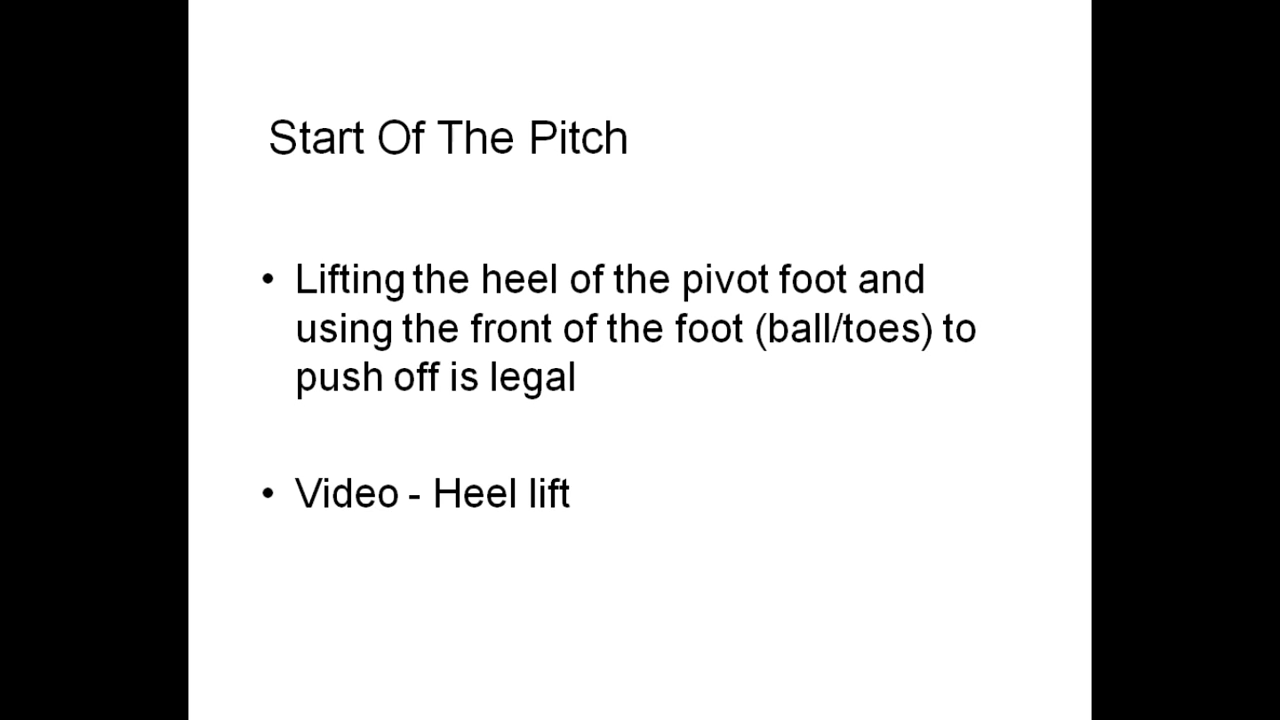 Start Of The Pitch
• Lifting the heel of the pivot foot and
using the front of the foot (ball/toes) to
push off is legal
• Video - Heel lift